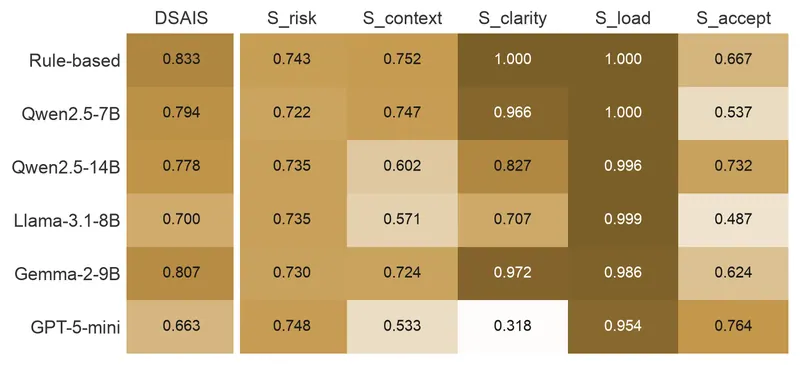 DSAIS S_risk S_context S_clarity S_load S_accept
Rule-based 0.833 0.743 0.752 1.000 1.000 0.667
Qwen2.5-7B 0.794 0.722 0.747 0.966 1.000 0.537
Qwen2.5-14B 0.778 0.735 0.602 0.827 0.996 0.732
Llama-3.1-8B 0.700 0.735 0.571 0.707 0.999 0.487
Gemma-2-9B 0.807 0.730 0.724 0.972 0.986 0.624
GPT-5-mini 0.663 0.748 0.533 0.318 0.954 0.764